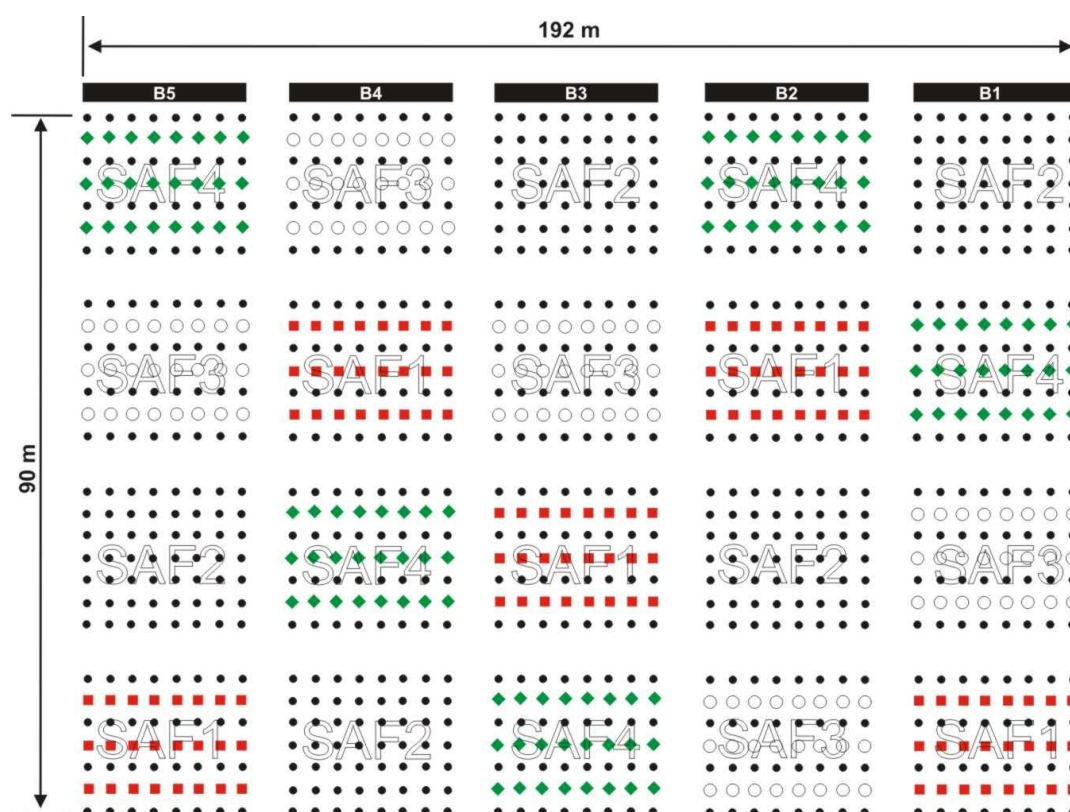 192 m
B5 B4 B3 B2 B1
90 m
SAF4 SAF3 SAF2 SAF4 SAF2
SAF3 SAF1 SAF3 SAF1 SAF4
SAF2 SAF4 SAF1 SAF2 SAF3
SAF1 SAF2 SAF4 SAF3 SAF1